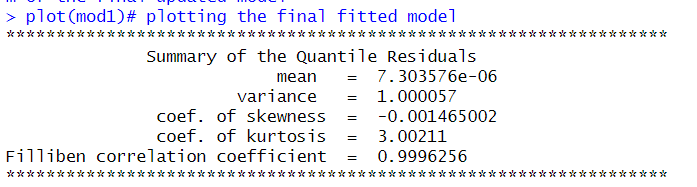 > plot(mod1)# plotting the final fitted model
*******************************************************************
Summary of the Quantile Residuals
mean = 7.303576e-06
variance = 1.000057
coef. of skewness = -0.001465002
coef. of kurtosis = 3.00211
Filliben correlation coefficient = 0.9996256
*******************************************************************